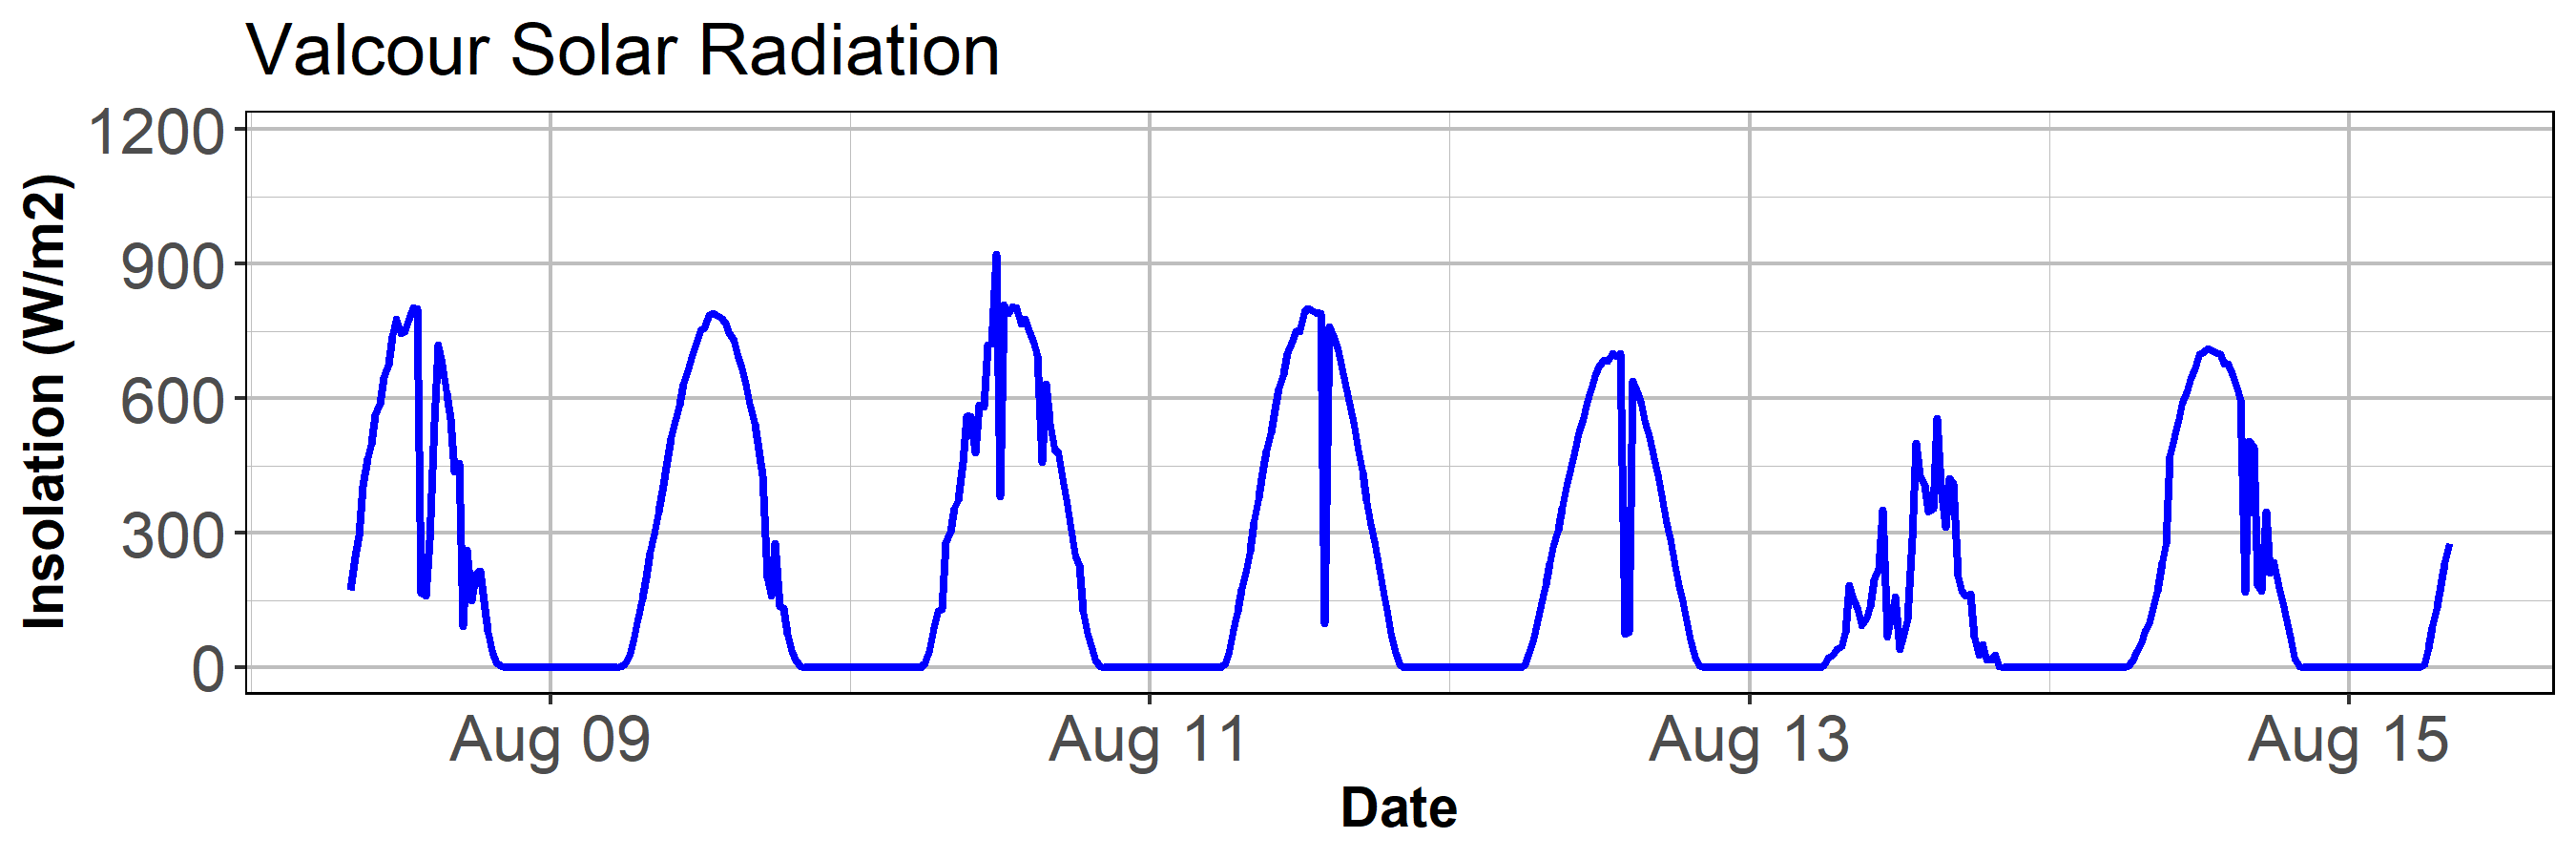 Valcour Solar Radiation
1200
900
600
300
0
Insolation (W/m2)
Aug 09 Aug 11 Aug 13 Aug 15
Date